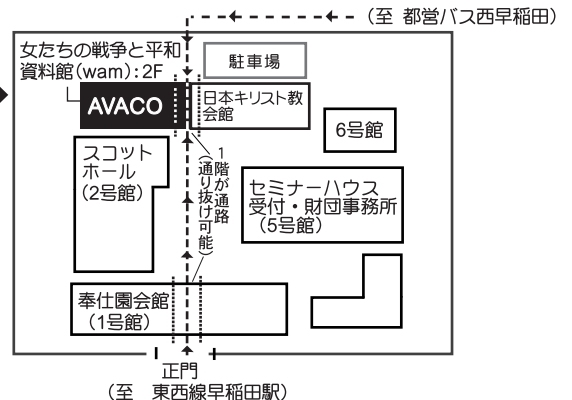 (至 都営バス西早稲田)
女たちの戦争と平和
資料館(wam):2F
駐車場
AVACO
日本キリスト教
会館
6号館
スコット
ホール
(2号館)
1階が通路
(通り抜け可能)
セミナーハウス
受付・財団事務所
(5号館)
奉仕園会館
(1号館)
正門
(至 東西線早稲田駅)